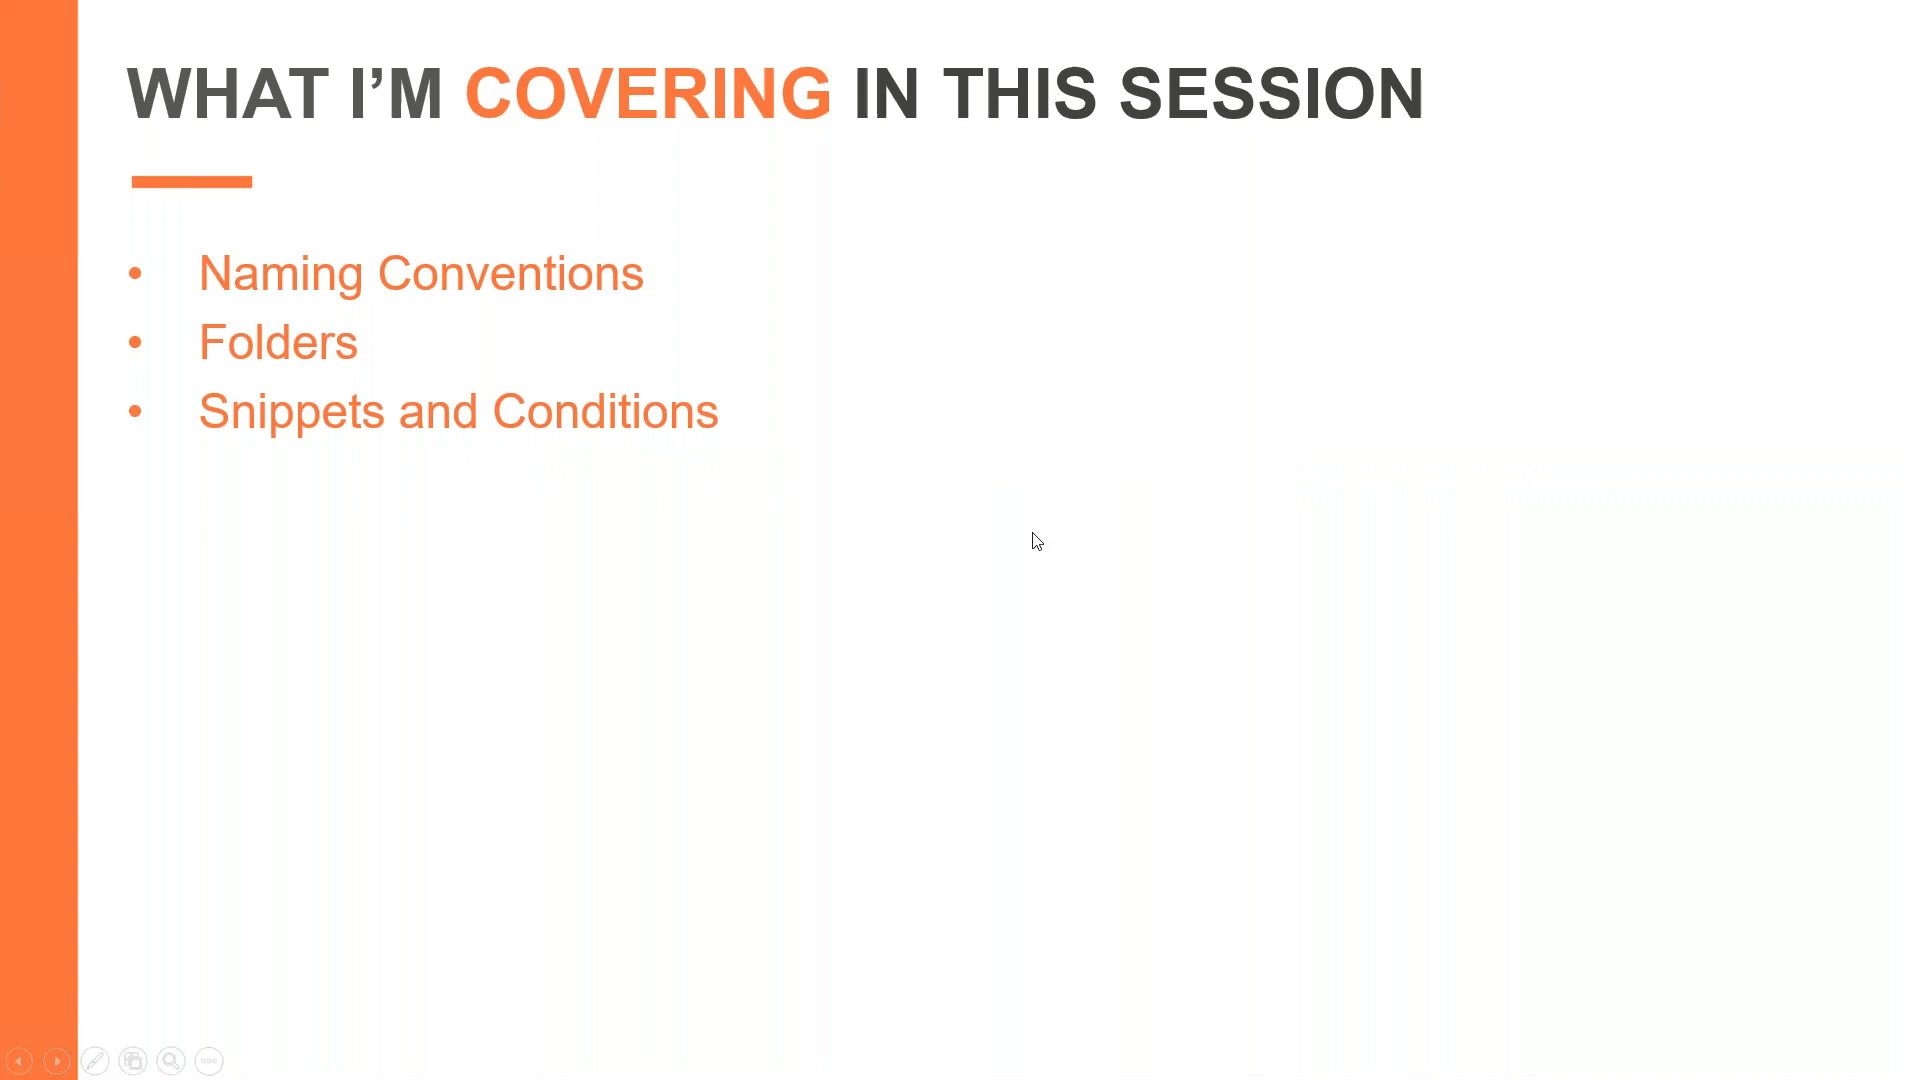 WHAT I’M COVERING IN THIS SESSION
• Naming Conventions
• Folders
• Snippets and Conditions